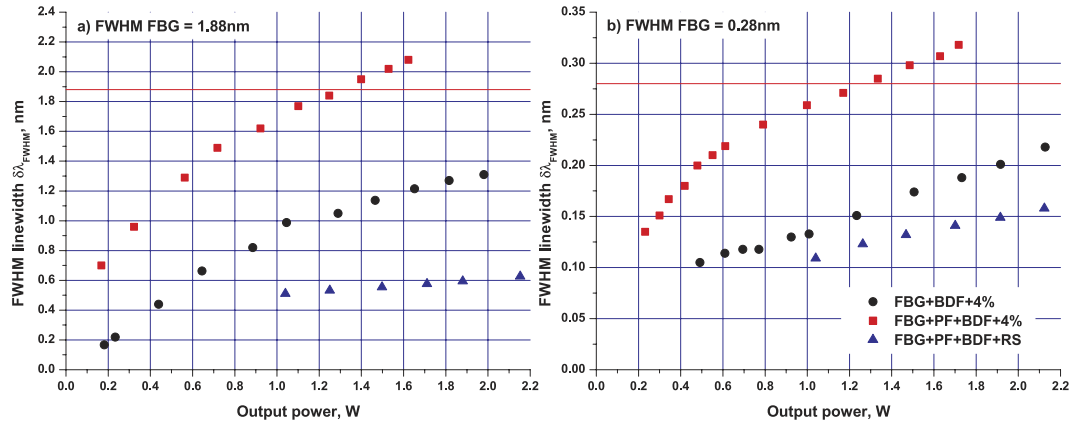 a) FWHM FBG = 1.88nm
FWHM linewidth δλFWHM, nm
2.4
2.2
2.0
1.8
1.6
1.4
1.2
1.0
0.8
0.6
0.4
0.2
0.0
0.0 0.2 0.4 0.6 0.8 1.0 1.2 1.4 1.6 1.8 2.0 2.2
Output power, W
b) FWHM FBG = 0.28nm
FWHM linewidth δλFWHM, nm
0.35
0.30
0.25
0.20
0.15
0.10
0.05
0.00
FBG+BDF+4%
FBG+PF+BDF+4%
FBG+PF+BDF+RS
0.0 0.2 0.4 0.6 0.8 1.0 1.2 1.4 1.6 1.8 2.0 2.2
Output power, W